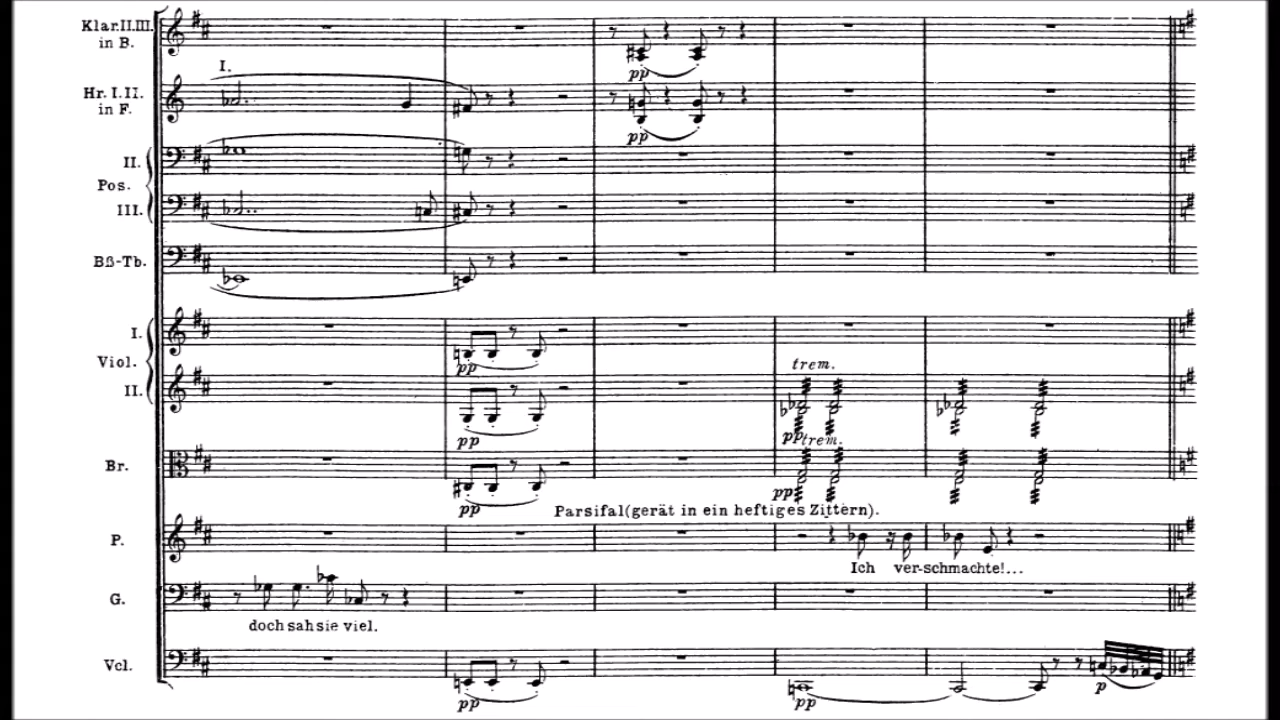 Klar.II.III.
in B.
pp
I.
Hr. I.II.
in F.
pp
II.
Pos.
III.
Bß-Tb.
I.
Viol.
pp
trem.
II.
pp
pp
trem.
Br.
pp
pp
Parsifal(gerät in ein heftiges Zittern).
P.
Ich ver-schmachte!...
G.
doch sah sie viel.
Vcl.
pp
pp
p